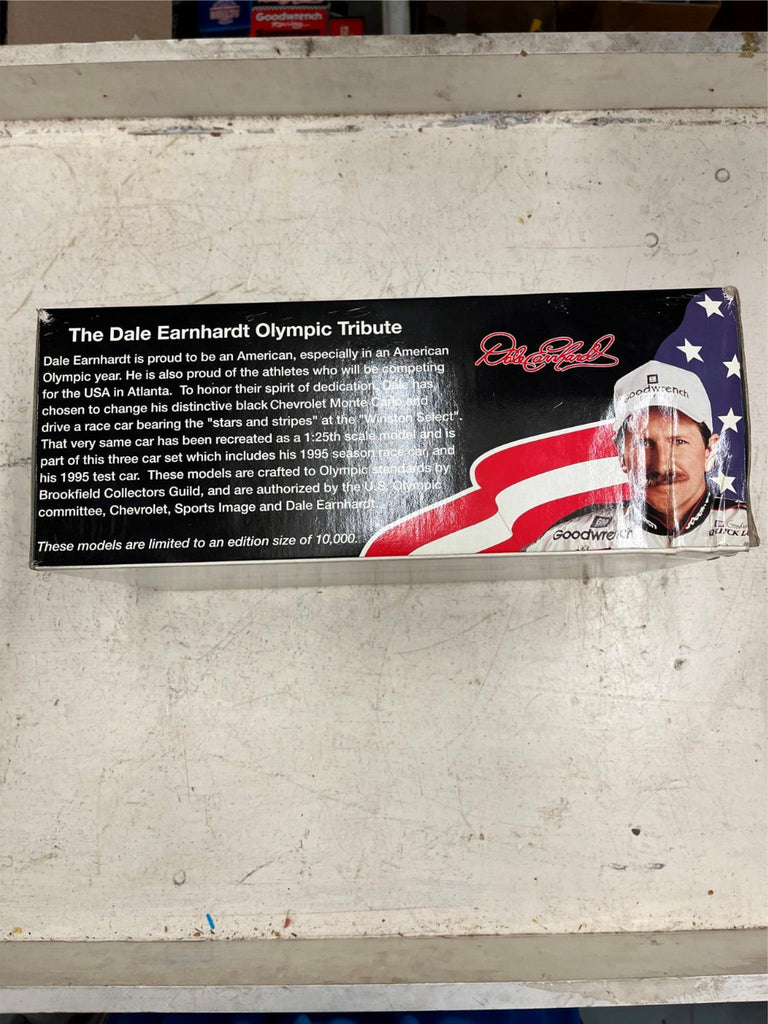 Goodwrench
The Dale Earnhardt Olympic Tribute
Dale Earnhardt is proud to be an American, especially in an American
Olympic year. He is also proud of the athletes who will be competing
for the USA in Atlanta. To honor their spirit of dedication, Dale has
chosen to change his distinctive black Chevrolet Monte Carlo and
drive a race car bearing the "stars and stripes" at the "Winston Select".
That very same car has been recreated as a 1:25th scale model and is
part of this three car set which includes his 1995 season race car, and
his 1995 test car. These models are crafted to Olympic standards by
Brookfield Collectors Guild, and are authorized by the U.S. Olympic
committee, Chevrolet, Sports Image and Dale Earnhardt.
These models are limited to an edition size of 10,000.
Dale Earnhardt
GM
Goodwrench
GM
Goodwrench